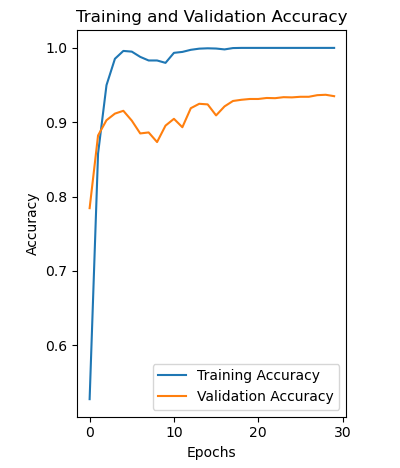 Training and Validation Accuracy
1.0
0.9
0.8
0.7
0.6
Accuracy
Training Accuracy
Validation Accuracy
0 10 20 30
Epochs